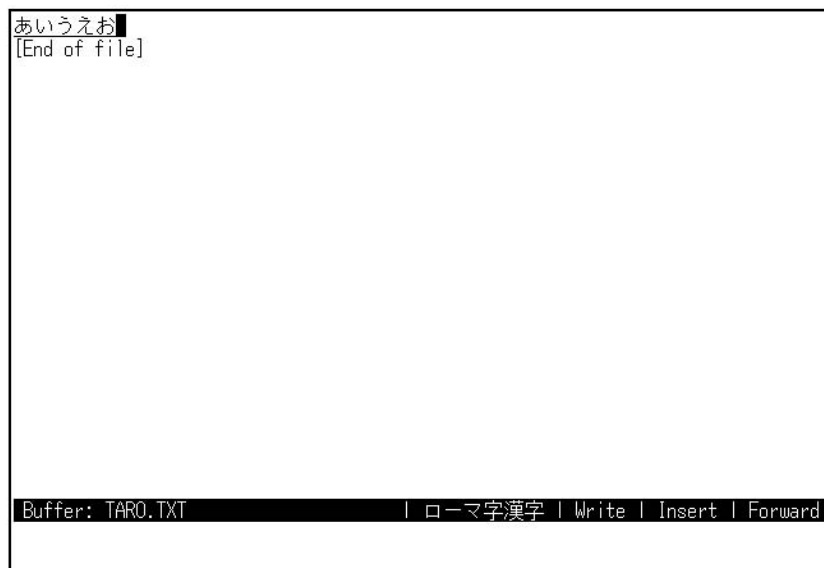 あいうえお
[End of file]
Buffer: TARO.TXT | ローマ字漢字 | Write | Insert | Forward